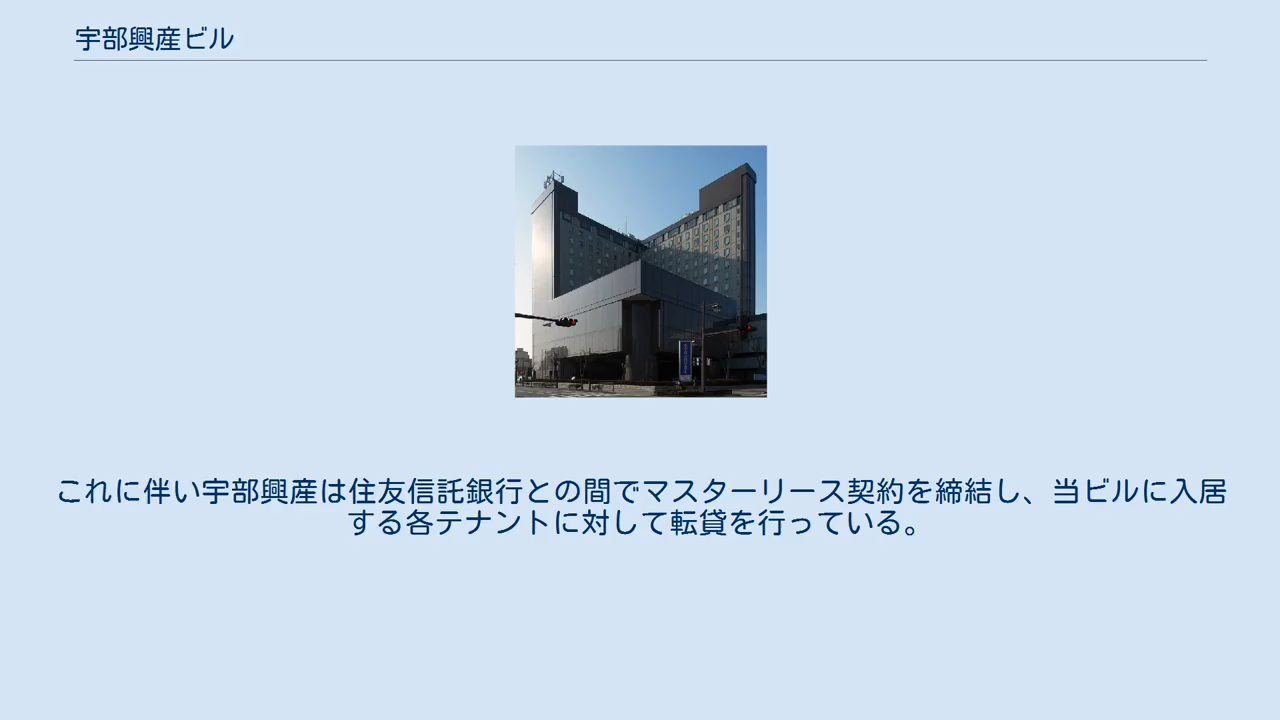 宇部興産ビル
これに伴い宇部興産は住友信託銀行との間でマスターリース契約を締結し、当ビルに入居
する各テナントに対して転貸を行っている。